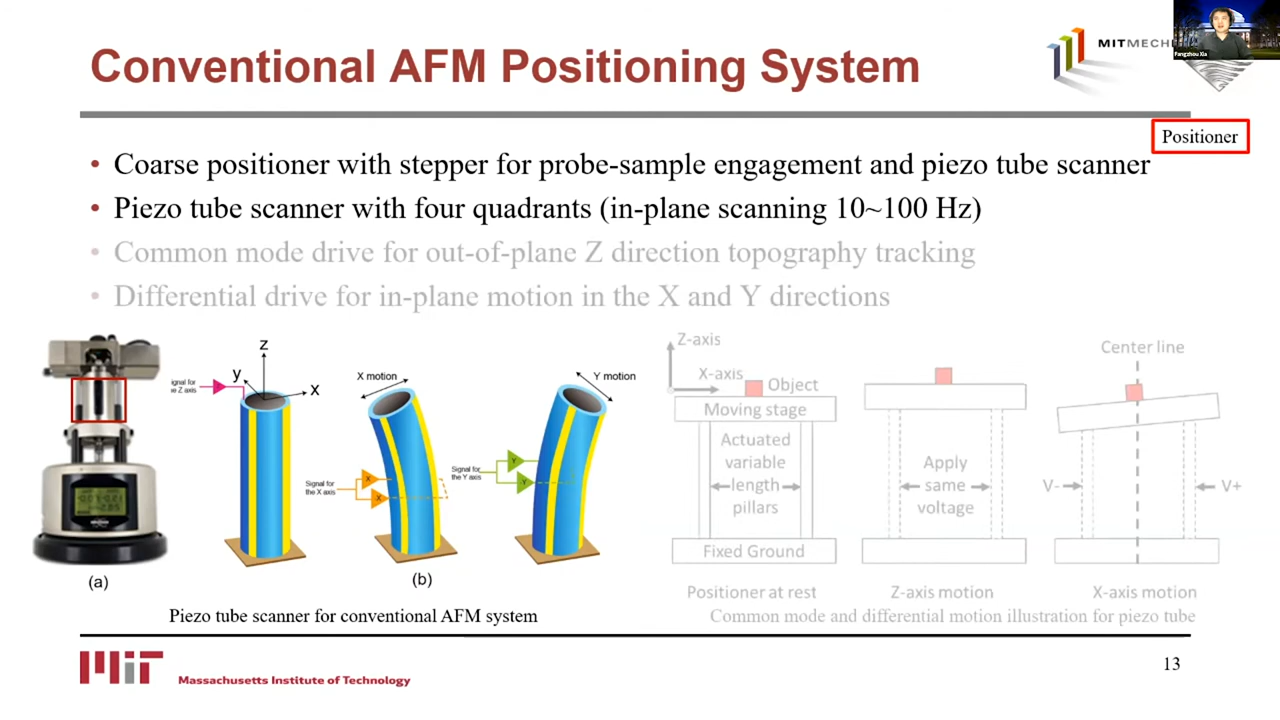 Conventional AFM Positioning System
MITMECH
Fangzhou Xia
Positioner
• Coarse positioner with stepper for probe-sample engagement and piezo tube scanner
• Piezo tube scanner with four quadrants (in-plane scanning 10~100 Hz)
• Common mode drive for out-of-plane Z direction topography tracking
• Differential drive for in-plane motion in the X and Y directions
(a)
ignal for
he Z axis
z
y
x
X motion
Signal for
the X axis
X
X
Y motion
Signal for
the Y axis
Y
-Y
(b)
Piezo tube scanner for conventional AFM system
Z-axis
X-axis
Object
Moving stage
Actuated
variable
length
pillars
Fixed Ground
Positioner at rest
Apply
same
voltage
Z-axis motion
Center line
V-
V+
X-axis motion
Common mode and differential motion illustration for piezo tube
MIT
Massachusetts Institute of Technology
13